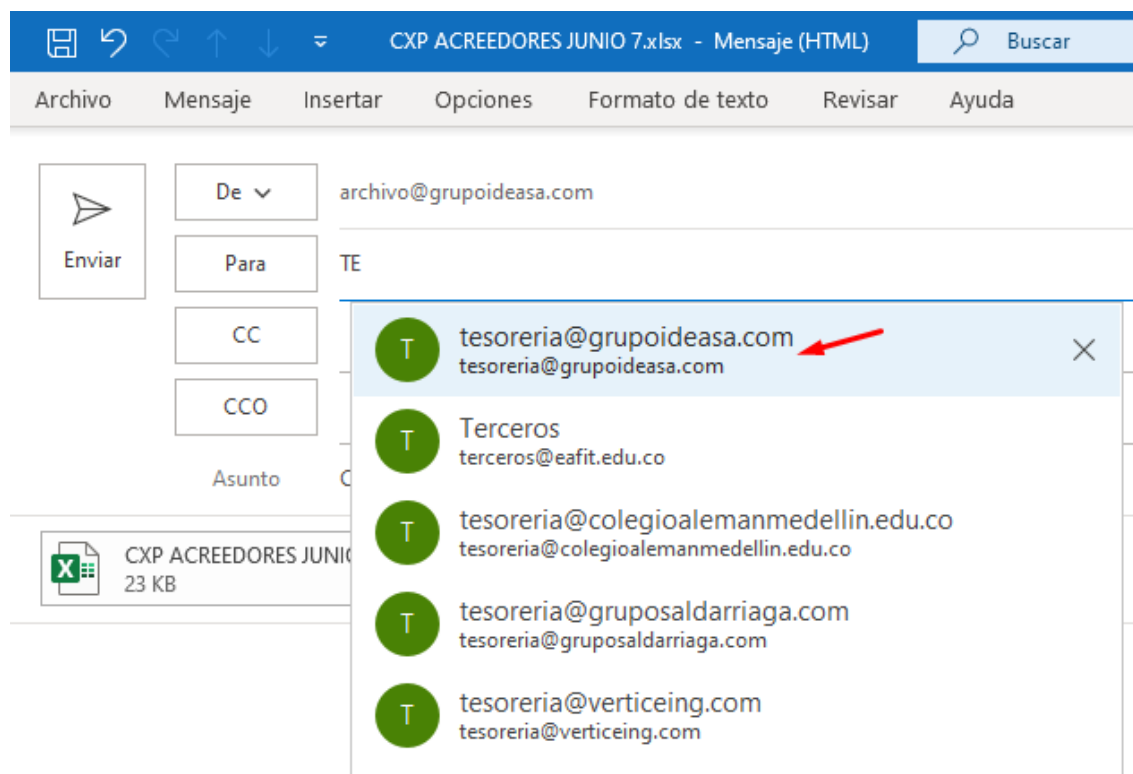 CXP ACREEDORES JUNIO 7.xlsx - Mensaje (HTML)
Buscar
Archivo Mensaje Insertar Opciones Formato de texto Revisar Ayuda
Enviar
De
archivo@grupoideasa.com
Para
TE
CC
CCO
Asunto
C
CXP ACREEDORES JUNIO
23 KB
T
tesoreria@grupoideasa.com
tesoreria@grupoideasa.com
T
Terceros
terceros@eafit.edu.co
T
tesoreria@colegioalemanmedellin.edu.co
tesoreria@colegioalemanmedellin.edu.co
T
tesoreria@gruposaldarriaga.com
tesoreria@gruposaldarriaga.com
T
tesoreria@verticeing.com
tesoreria@verticeing.com